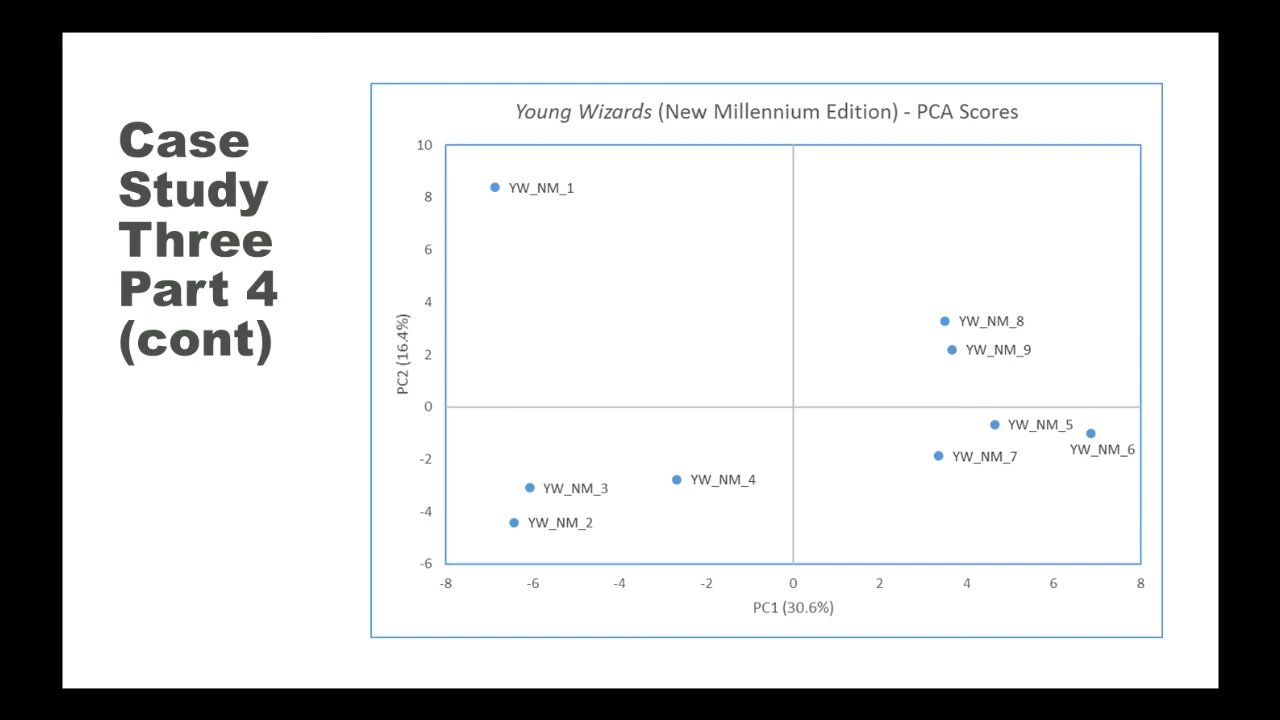 Case
Study
Three
Part 4
(cont)
Young Wizards (New Millennium Edition) - PCA Scores
10
8
6
4
2
0
-2
-4
-6
PC2 (16.4%)
YW_NM_1
YW_NM_8
YW_NM_9
YW_NM_5
YW_NM_6
YW_NM_7
YW_NM_4
YW_NM_3
YW_NM_2
-8 -6 -4 -2 0 2 4 6 8
PC1 (30.6%)